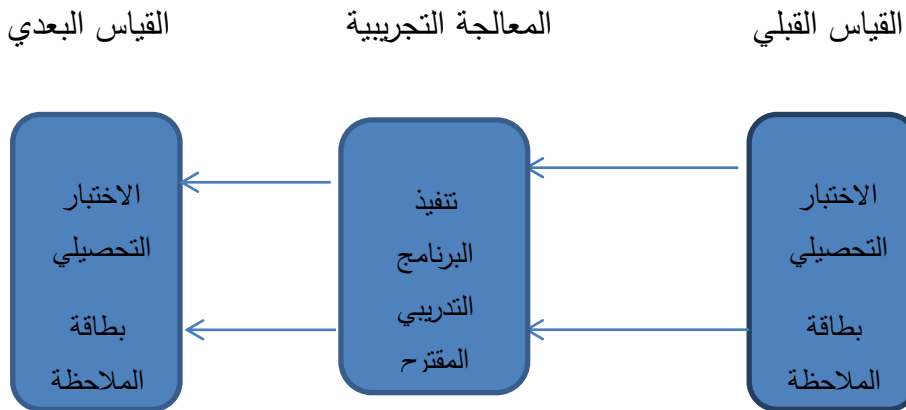 القياس القبلي
المعالجة التجريبية
القياس البعدي
الاختبار
التحصيلي
بطاقة
الملاحظة
تنفيذ
البرنامج
التدريبي
المقترح
الاختبار
التحصيلي
بطاقة
الملاحظة